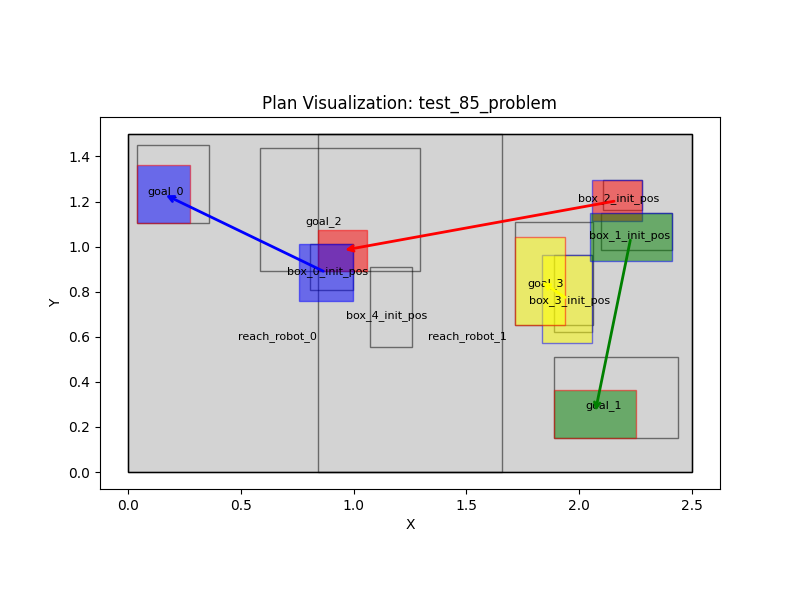 Plan Visualization: test_85_problem
Y
1.4
1.2
1.0
0.8
0.6
0.4
0.2
0.0
goal_0
box_2_init_pos
goal_2
box_1_init_pos
box_0_init_pos
goal_3
box_3_init_pos
box_4_init_pos
reach_robot_0
reach_robot_1
goal_1
0.0
0.5
1.0
1.5
2.0
2.5
X